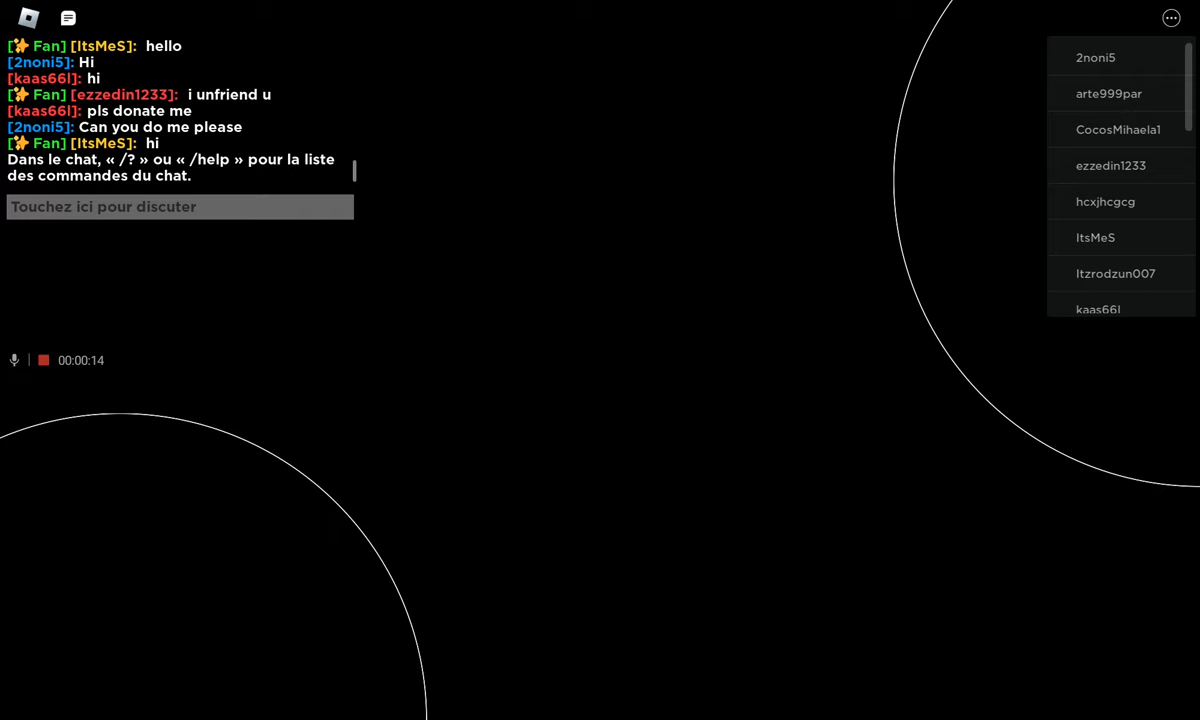 [✨ Fan] [ItsMeS]: hello
[2noni5]: Hi
[kaas66l]: hi
[✨ Fan] [ezzedin1233]: i unfriend u
[kaas66l]: pls donate me
[2noni5]: Can you do me please
[✨ Fan] [ItsMeS]: hi
Dans le chat, « /? » ou « /help » pour la liste
des commandes du chat.
Touchez ici pour discuter
2noni5
arte999par
CocosMihaela1
ezzedin1233
hcxjhcgcg
ItsMeS
Itzrodzun007
kaas66l
00:00:14